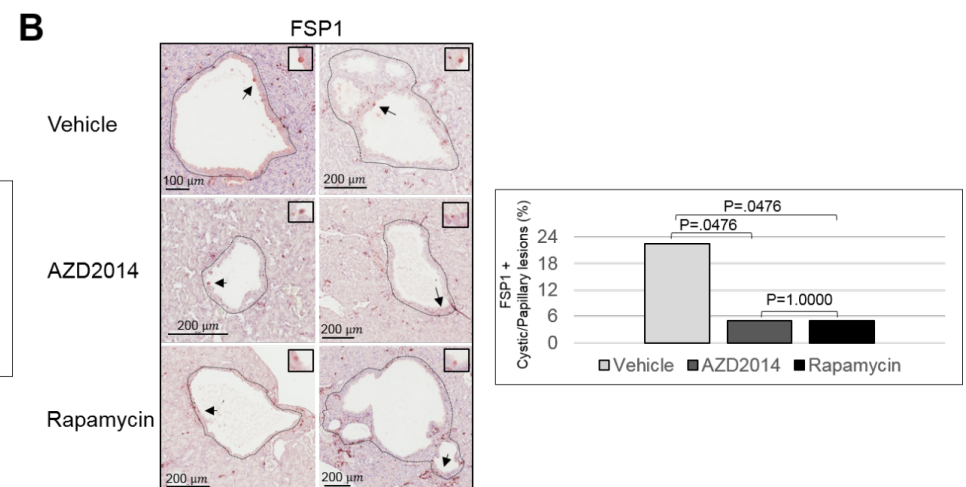 B
FSP1
Vehicle
100 μm
200 μm
AZD2014
200 μm
200 μm
Rapamycin
200 μm
200 μm
FSP1 +
Cystic/Papillary lesions (%)
24
18
12
6
0
P=.0476
P=.0476
P=1.0000
Vehicle AZD2014 Rapamycin